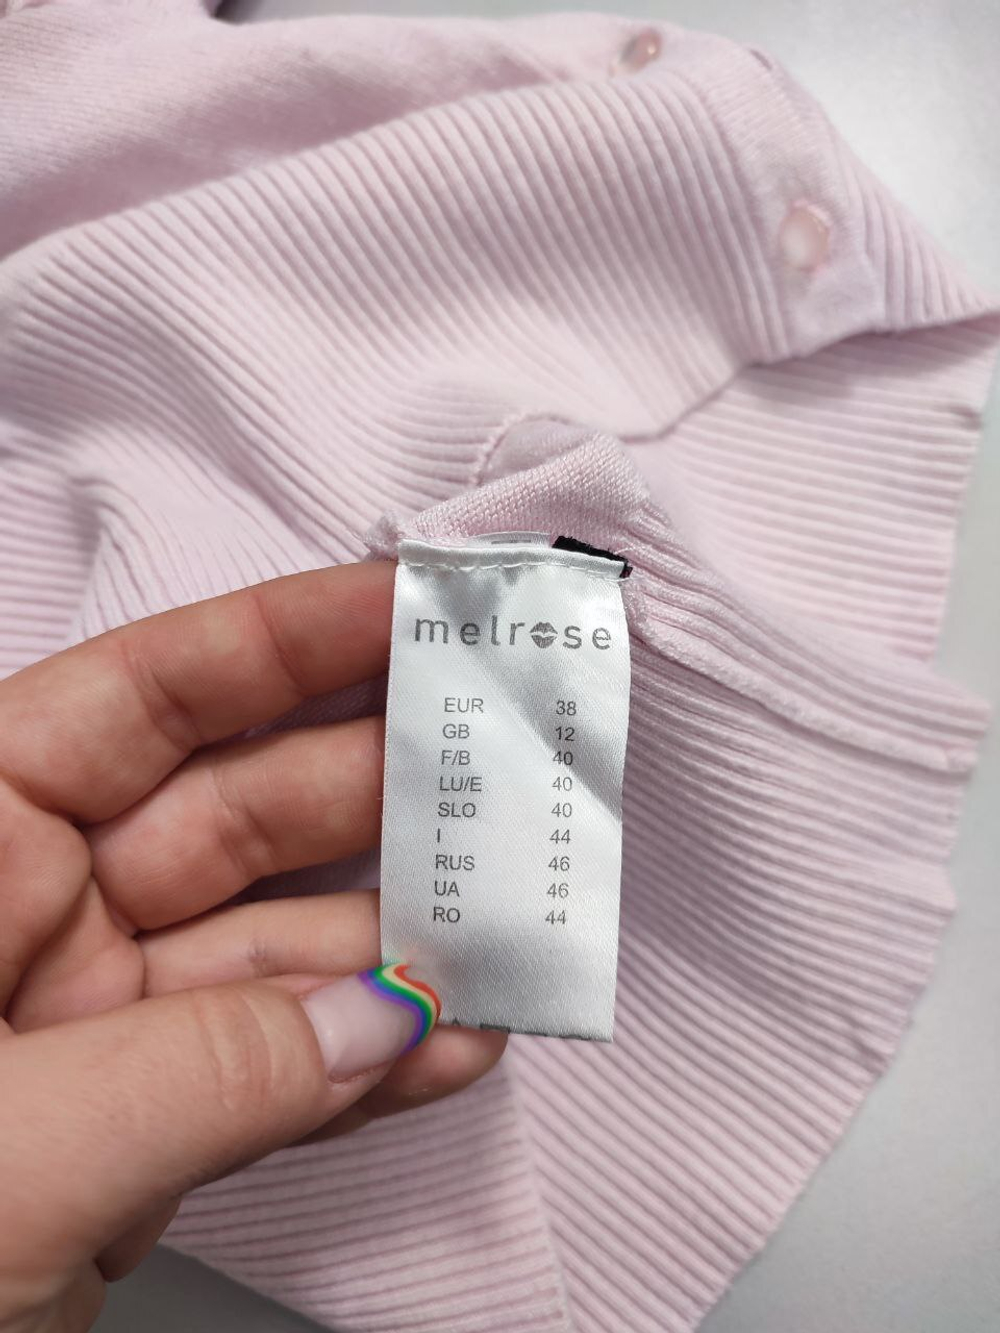 melrose
EUR 38
GB 12
F/B 40
LU/E 40
SLO 40
I 44
RUS 46
UA 46
RO 44